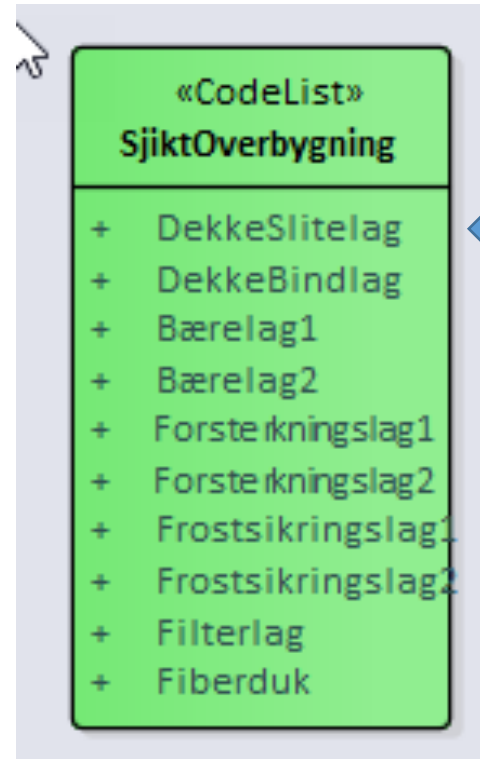 «CodeList»
SjiktOverbygning
+ DekkeSlitelag
+ DekkeBindlag
+ Bærelag1
+ Bærelag2
+ Forsterkningslag1
+ Forsterkningslag2
+ Frostsikringslag1
+ Frostsikringslag2
+ Filterlag
+ Fiberduk